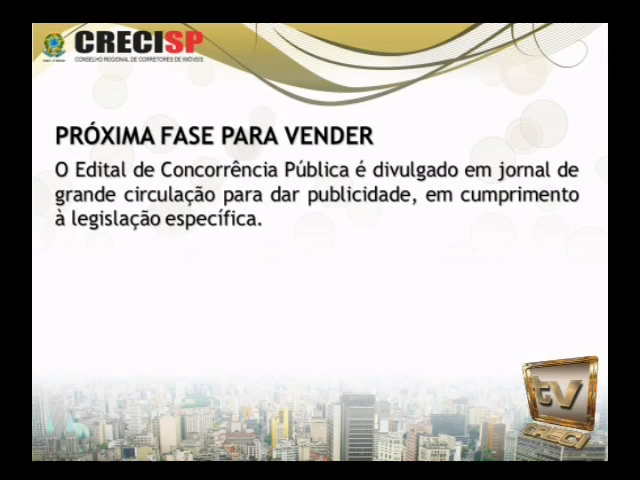 CRECISP
CONSELHO REGIONAL DE CORRETORES DE IMÓVEIS
PRÓXIMA FASE PARA VENDER
O Edital de Concorrência Pública é divulgado em jornal de
grande circulação para dar publicidade, em cumprimento
à legislação específica.
tv
CRECI